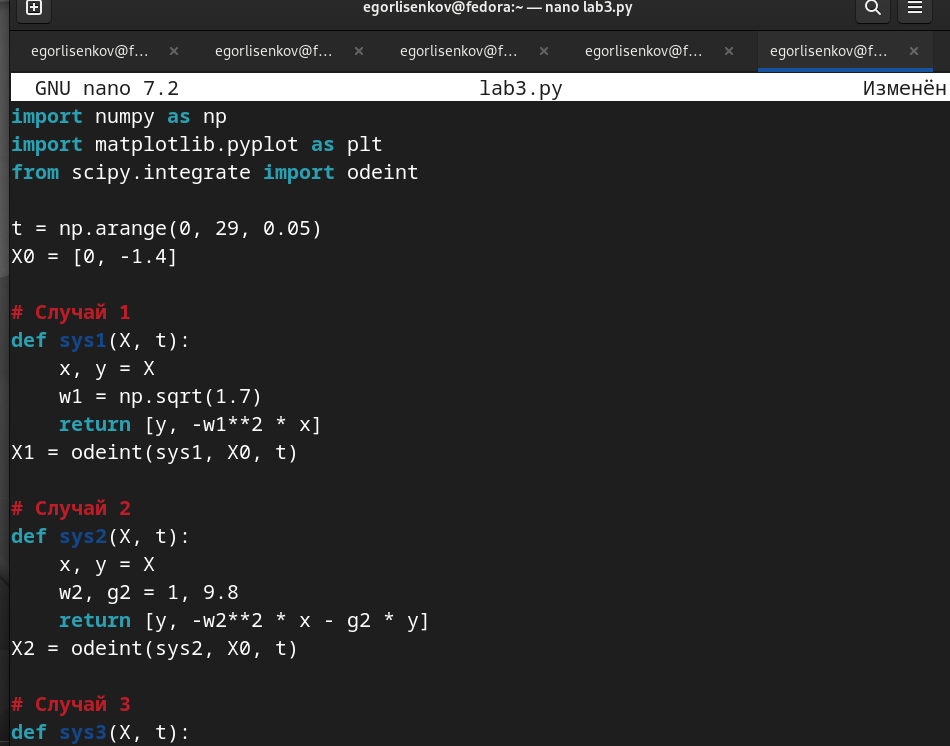 egorlisenkov@fedora:~ — nano lab3.py
egorlisenkov@f... × egorlisenkov@f... × egorlisenkov@f... × egorlisenkov@f... × egorlisenkov@f... ×
GNU nano 7.2 lab3.py Изменён
import numpy as np
import matplotlib.pyplot as plt
from scipy.integrate import odeint
t = np.arange(0, 29, 0.05)
X0 = [0, -1.4]
# Случай 1
def sys1(X, t):
    x, y = X
    w1 = np.sqrt(1.7)
    return [y, -w1**2 * x]
X1 = odeint(sys1, X0, t)
# Случай 2
def sys2(X, t):
    x, y = X
    w2, g2 = 1, 9.8
    return [y, -w2**2 * x - g2 * y]
X2 = odeint(sys2, X0, t)
# Случай 3
def sys3(X, t):